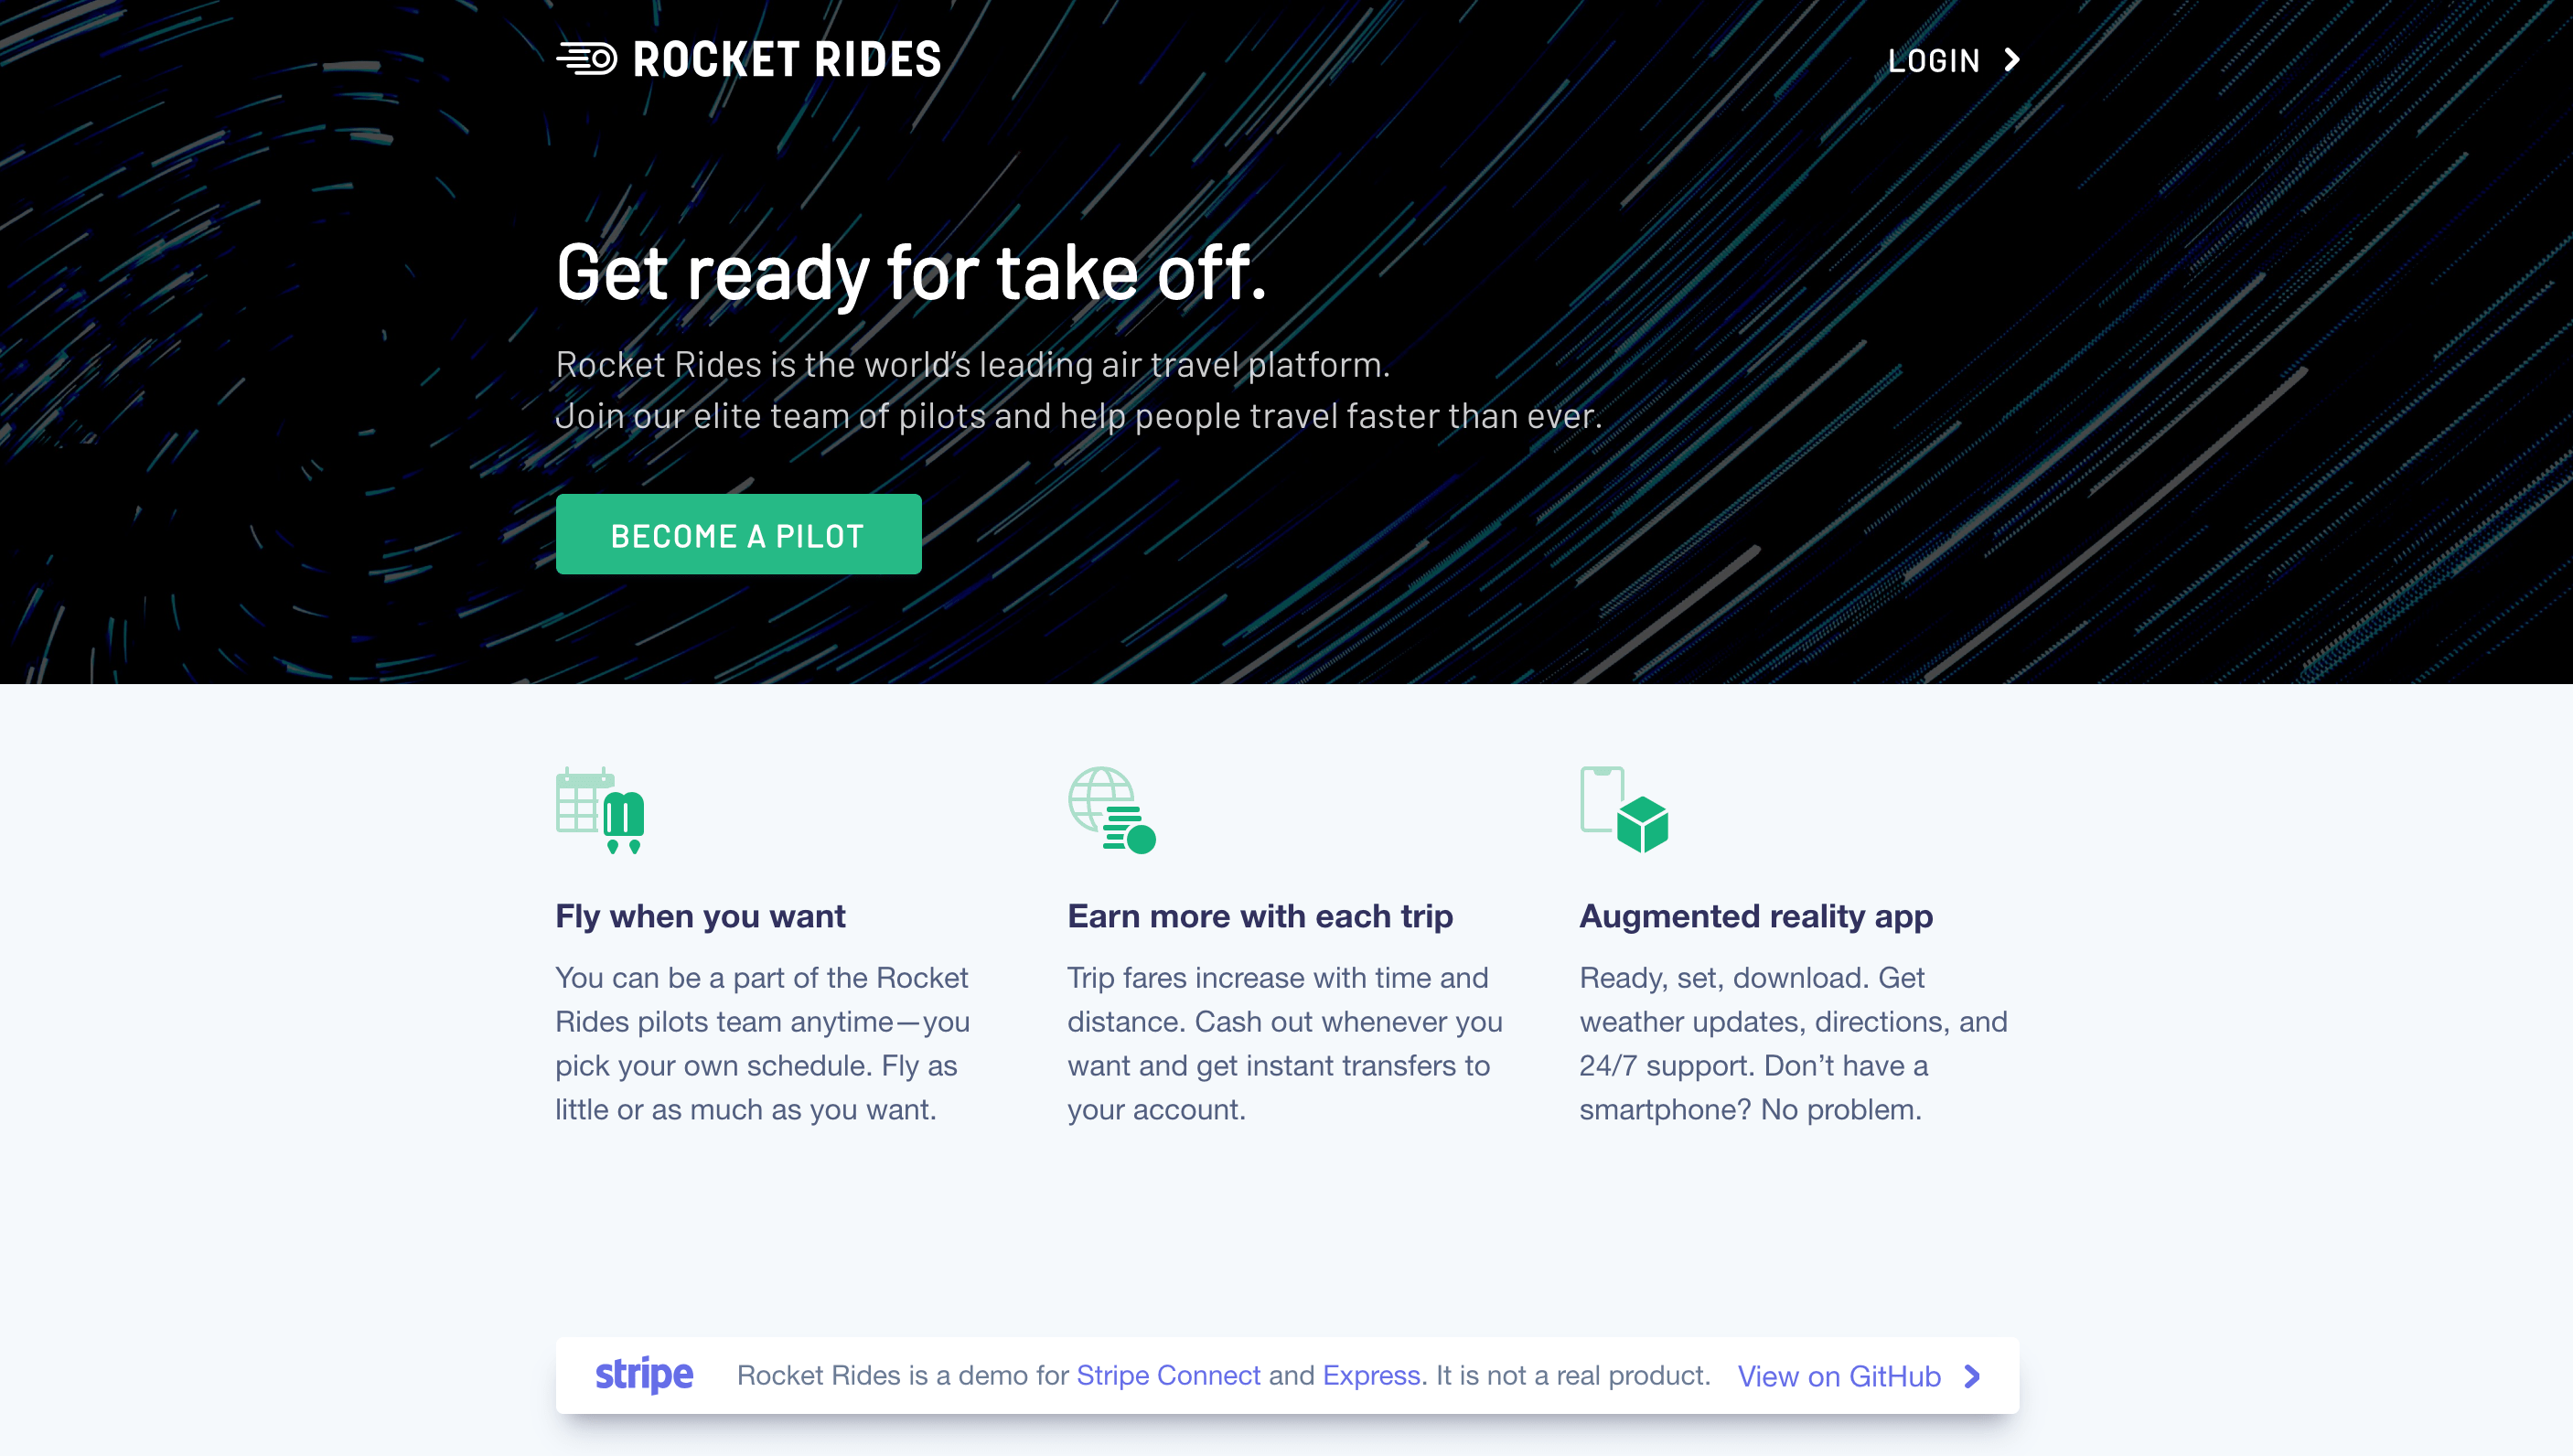 ROCKET RIDES
LOGIN
Get ready for take off.
Rocket Rides is the world’s leading air travel platform.
Join our elite team of pilots and help people travel faster than ever.
BECOME A PILOT
Fly when you want
You can be a part of the Rocket
Rides pilots team anytime—you
pick your own schedule. Fly as
little or as much as you want.
Earn more with each trip
Trip fares increase with time and
distance. Cash out whenever you
want and get instant transfers to
your account.
Augmented reality app
Ready, set, download. Get
weather updates, directions, and
24/7 support. Don’t have a
smartphone? No problem.
stripe
Rocket Rides is a demo for Stripe Connect and Express. It is not a real product.
View on GitHub